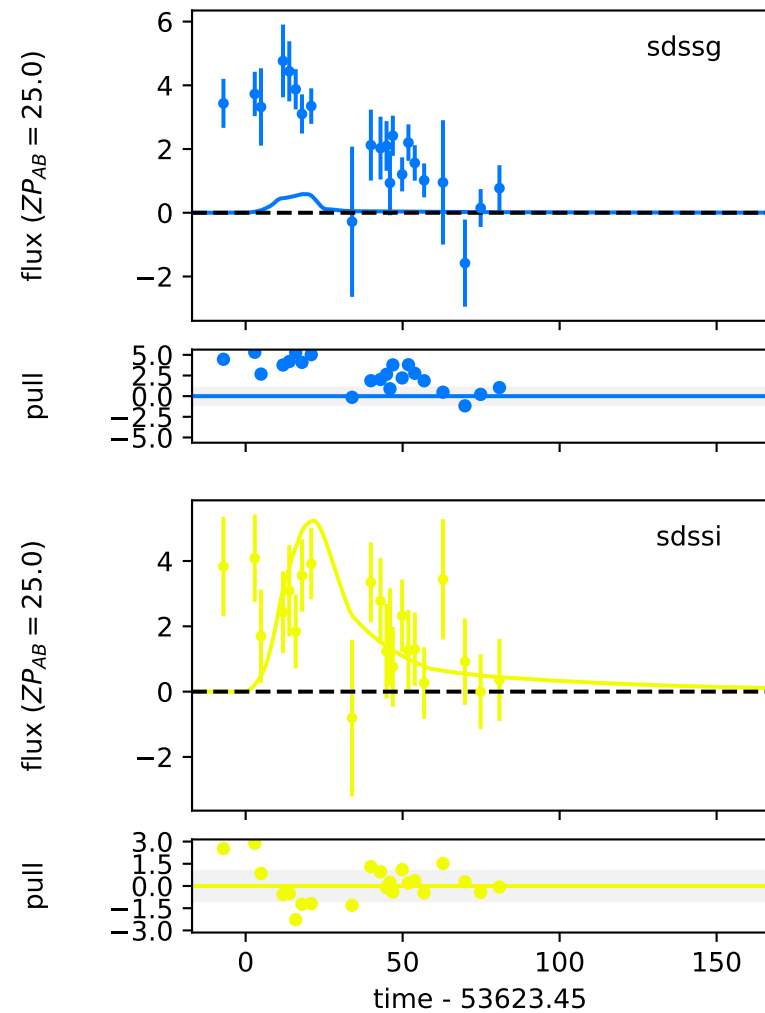 6
sdssg
4
2
0
−2
flux (ZP_AB = 25.0)
5.0
2.5
0.0
−2.5
−5.0
pull
sdssi
4
2
0
−2
flux (ZP_AB = 25.0)
3.0
1.5
0.0
−1.5
−3.0
pull
0 50 100 150
time - 53623.45